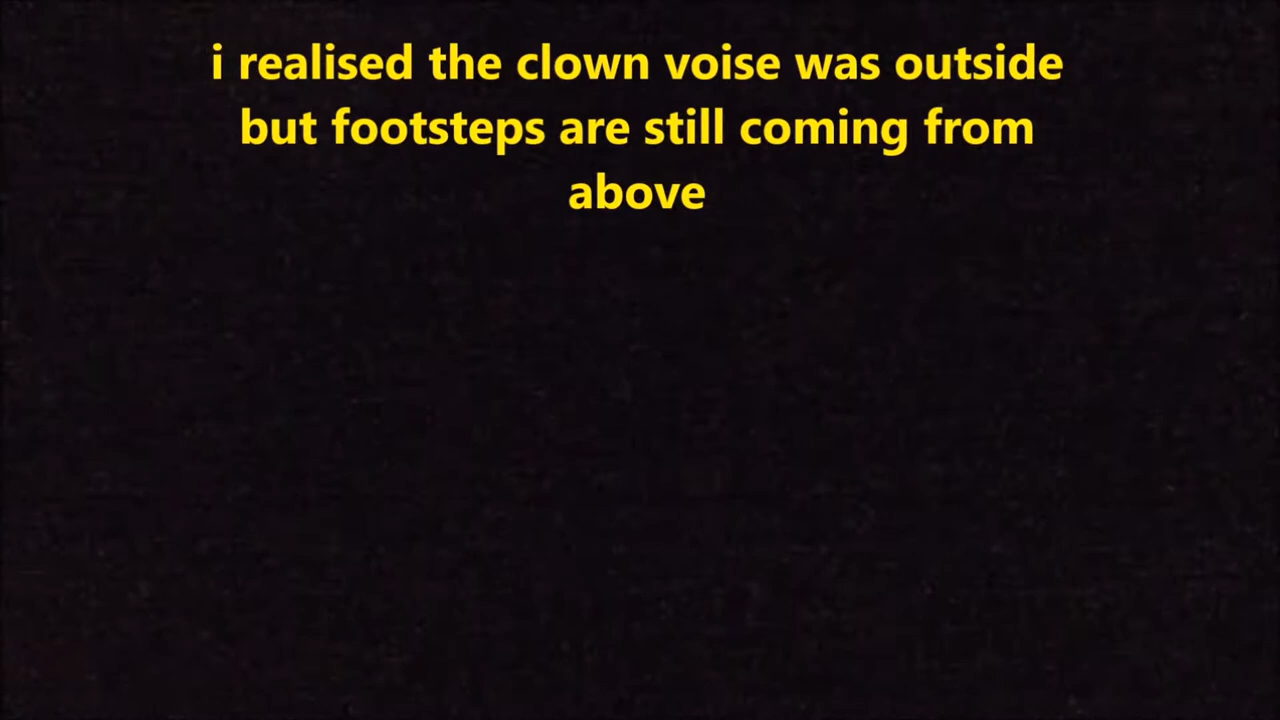 i realised the clown voise was outside
but footsteps are still coming from
above